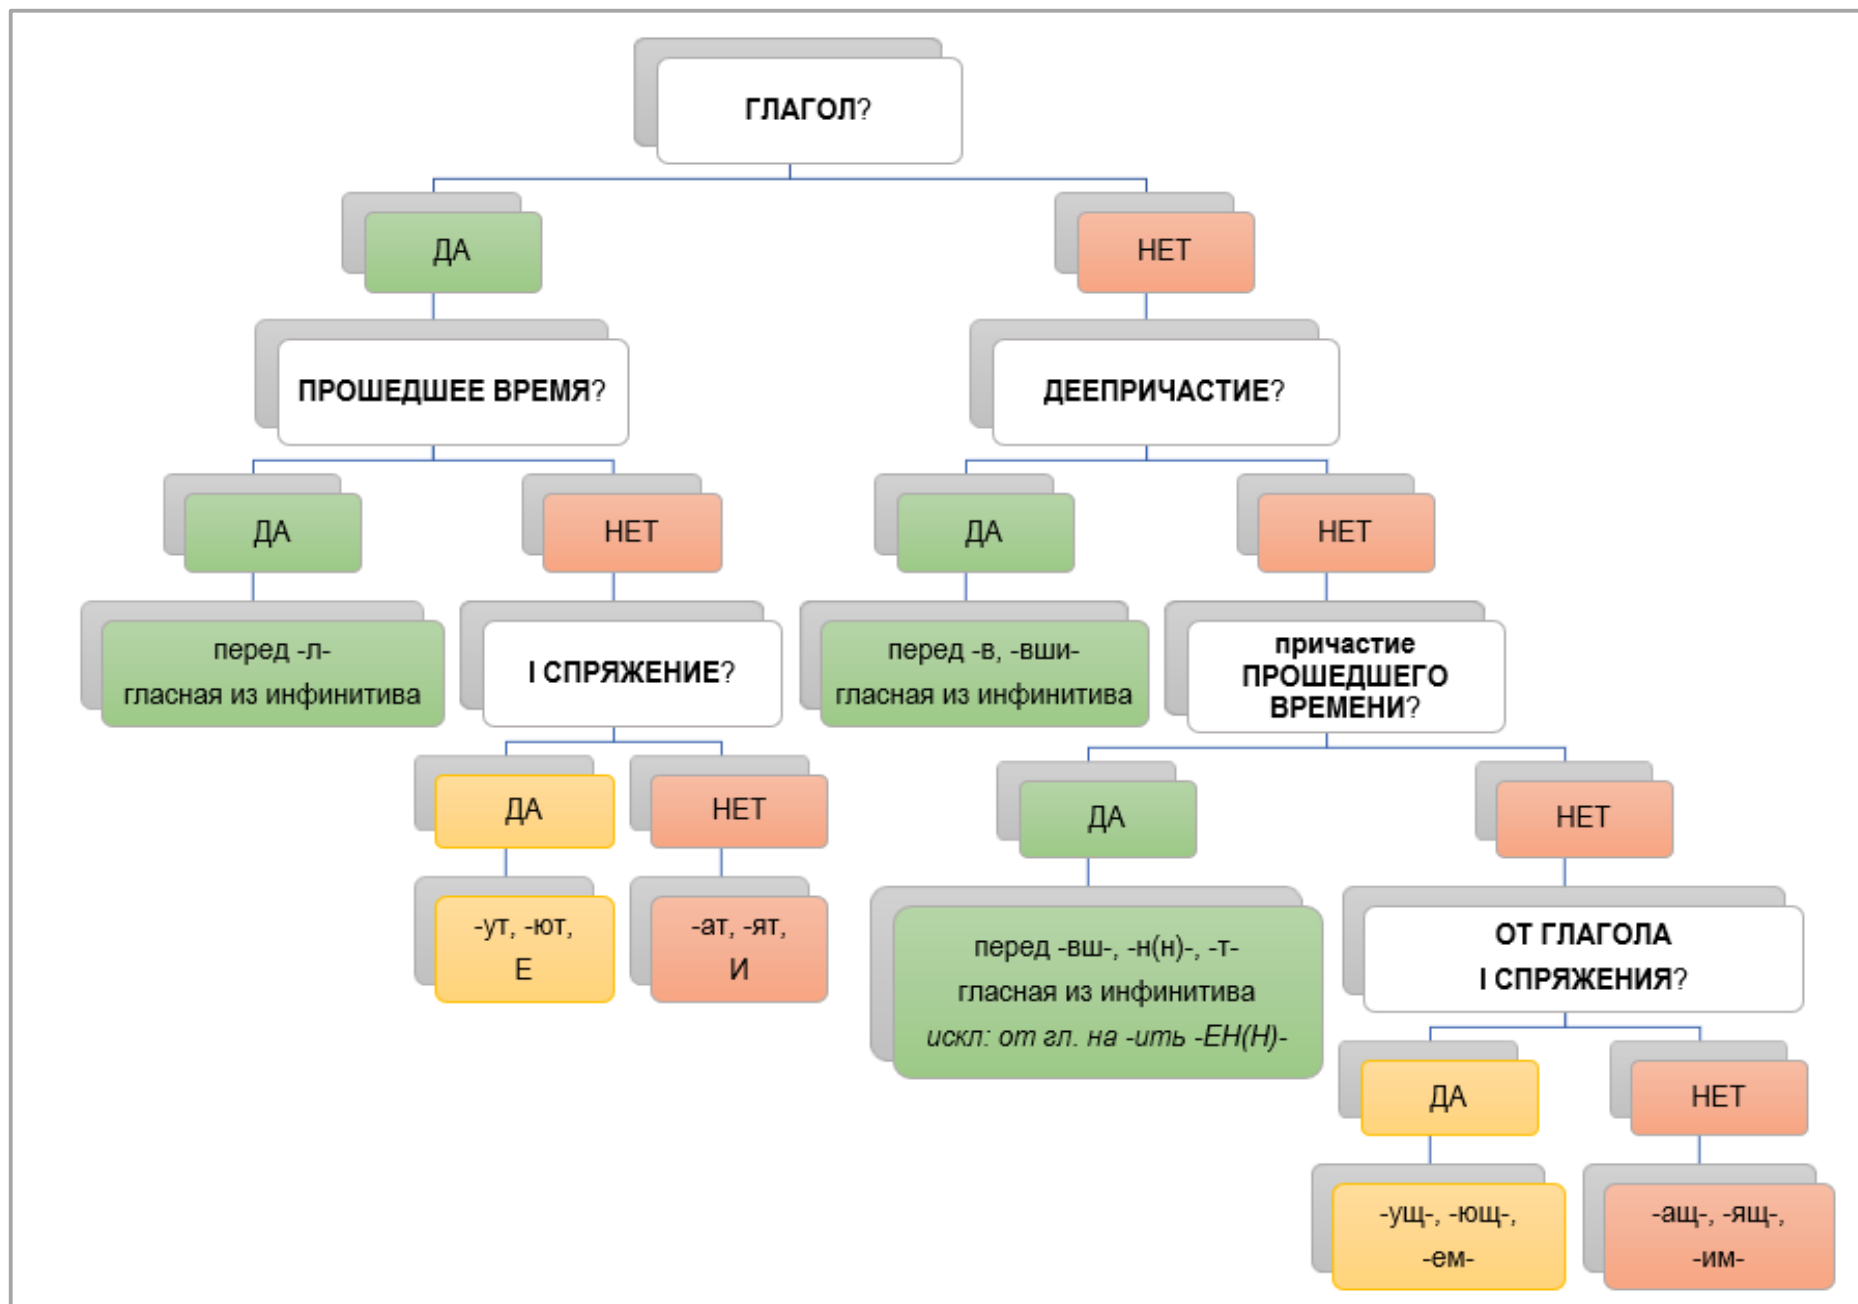 ГЛАГОЛ?
ДА
НЕТ
ПРОШЕДШЕЕ ВРЕМЯ?
ДЕЕПРИЧАСТИЕ?
ДА
НЕТ
ДА
НЕТ
перед -л-
гласная из инфинитива
I СПРЯЖЕНИЕ?
перед -в, -вши-
гласная из инфинитива
причастие
ПРОШЕДШЕГО
ВРЕМЕНИ?
ДА
НЕТ
ДА
НЕТ
-ут, -ют,
Е
-ат, -ят,
И
перед -вш-, -н(н)-, -т-
гласная из инфинитива
искл: от гл. на -ить -ЕН(Н)-
ОТ ГЛАГОЛА
I СПРЯЖЕНИЯ?
ДА
НЕТ
-ущ-, -ющ-,
-ем-
-ащ-, -ящ-,
-им-